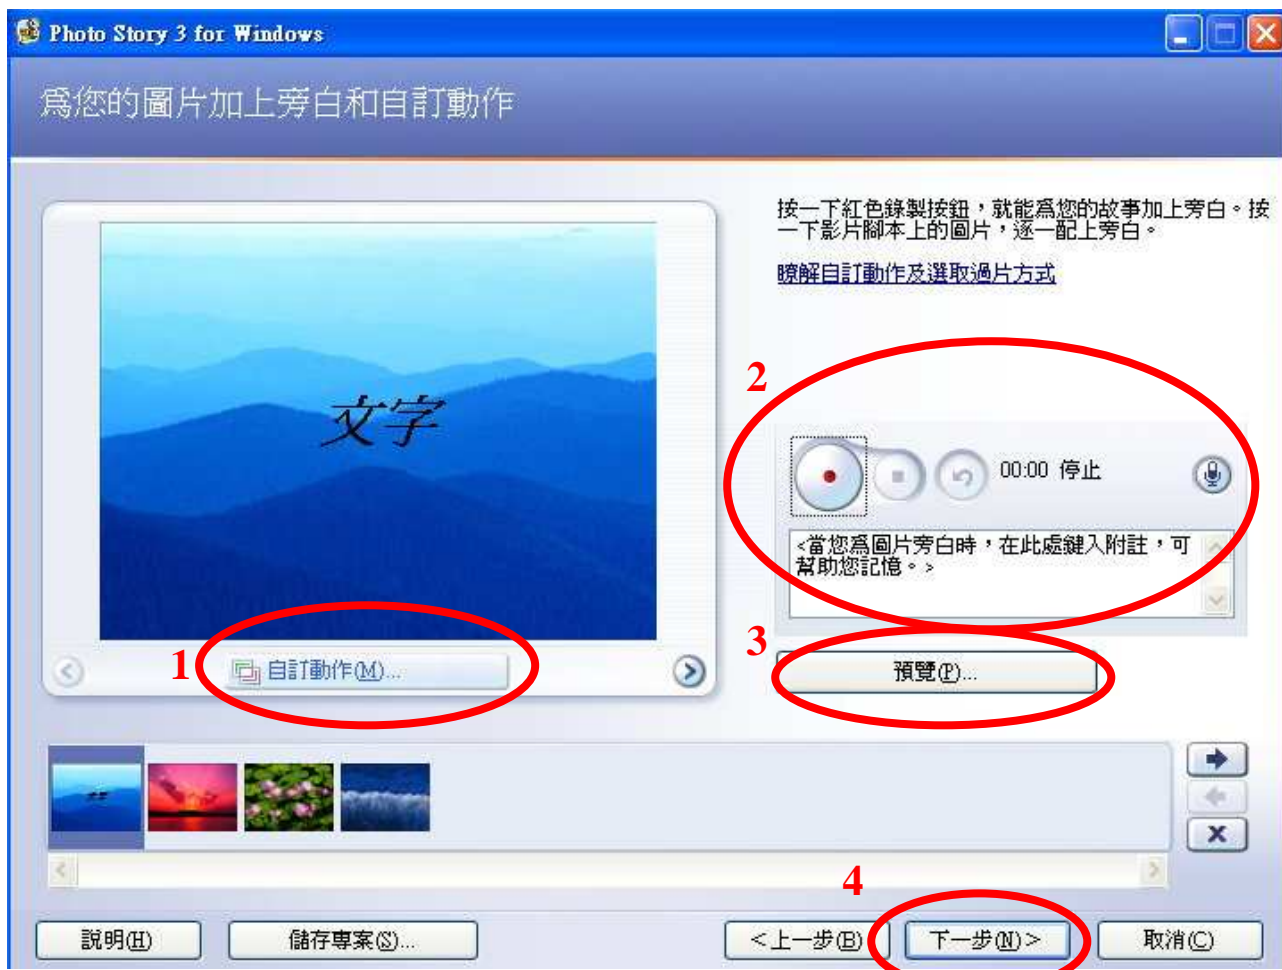 Photo Story 3 for Windows
爲您的圖片加上旁白和自訂動作
按一下紅色錄製按鈕，就能爲您的故事加上旁白。按
一下影片腳本上的圖片，逐一配上旁白。
瞭解自訂動作及選取過片方式
文字
2
00:00 停止
<當您爲圖片旁白時，在此處鍵入附註，可
幫助您記憶。>
1
自訂動作(M)...
3
預覽(P)...
4
說明(H)
儲存專案(S)...
<上一步(B)
下一步(N)>
取消(C)